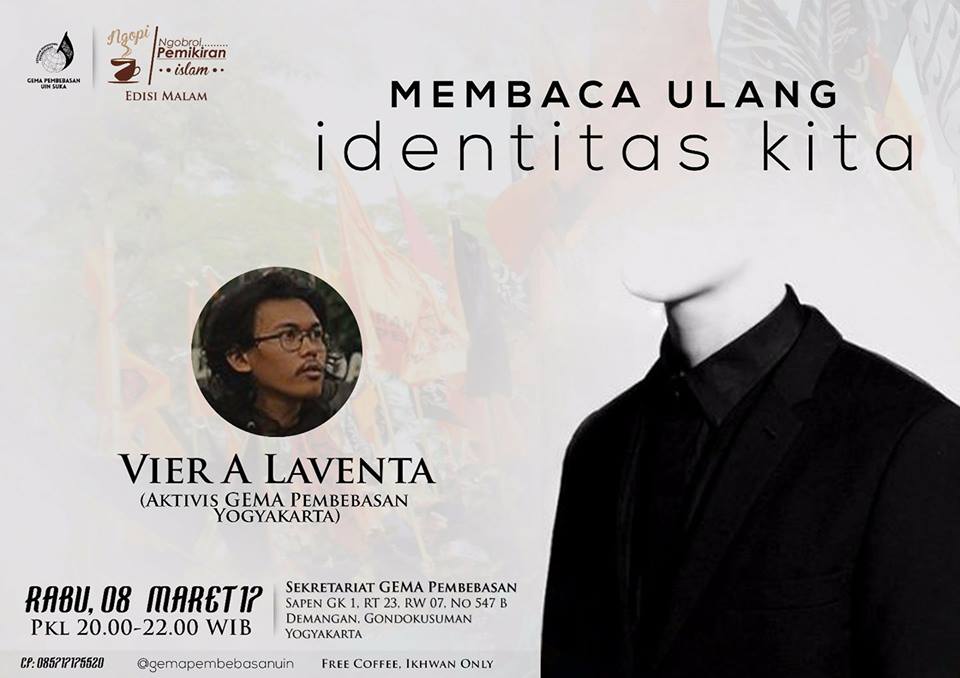 GEMA PEMBEBASAN
UIN SUKA
Ngopi
Ngobrol.........
Pemikiran
islam
EDISI MALAM
MEMBACA ULANG
identitas kita
VIER A LAVENTA
(AKTIVIS GEMA PEMBEBASAN
YOGYAKARTA)
RABU, 08 MARET 17
PKL 20.00-22.00 WIB
SEKRETARIAT GEMA PEMBEBASAN
SAPEN GK 1, RT 23, RW 07, NO 547 B
DEMANGAN, GONDOKUSUMAN
YOGYAKARTA
CP: 085717175520
@gemapembebasanuin
FREE COFFEE, IKHWAN ONLY